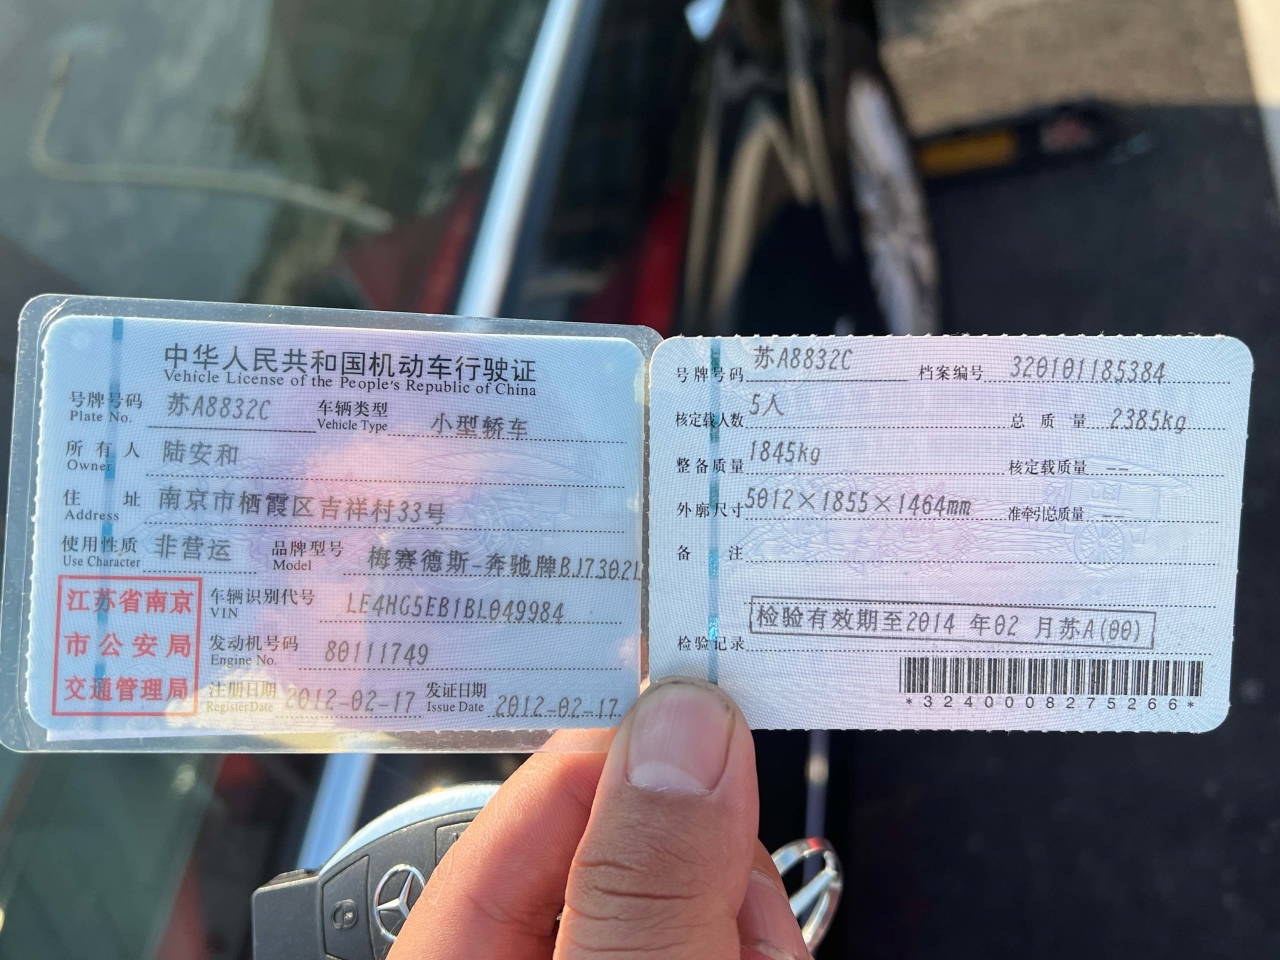 中华人民共和国机动车行驶证
Vehicle License of the People's Republic of China
号牌号码 苏A8832C 车辆类型 小型轿车
Plate No. Vehicle Type
所有人 陆安和
Owner
住址 南京市栖霞区吉祥村33号
Address
使用性质 非营运 品牌型号 梅赛德斯-奔驰牌BJ7302L
Use Character Model
江苏省南京
市公安局
交通管理局
车辆识别代号 LE4HG5EB1BL049984
VIN
发动机号码 80111749
Engine No.
注册日期 2012-02-17 发证日期 2012-02-17
Register Date Issue Date
号牌号码 苏A8832C 档案编号 320101185384
核定载人数 5人 总质量 2385kg
整备质量 1845kg 核定载质量 --
外廓尺寸 5012×1855×1464mm 准牵引总质量 --
备注
检验有效期至2014 年02 月苏A(00)
检验记录
*3240008275266*